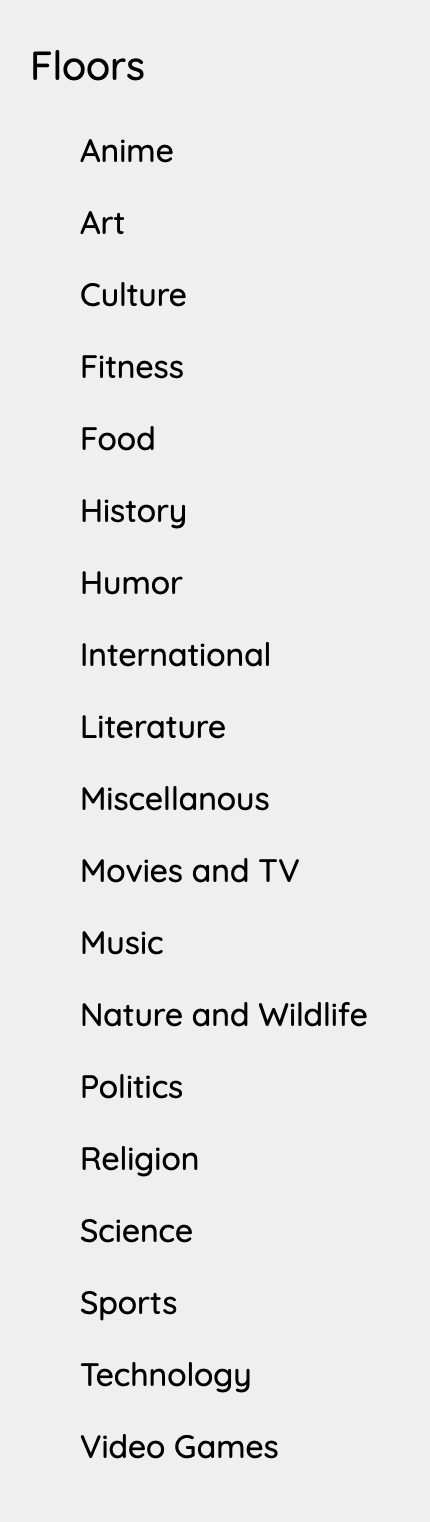 Floors
Anime
Art
Culture
Fitness
Food
History
Humor
International
Literature
Miscellanous
Movies and TV
Music
Nature and Wildlife
Politics
Religion
Science
Sports
Technology
Video Games